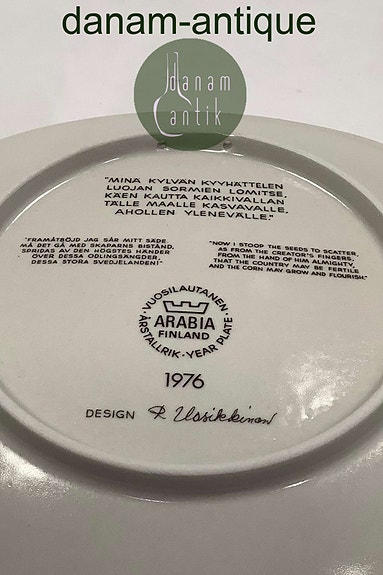 danam-antique
danam
antik
"MINÄ KYLVÄN KYYHÄTTELEN
LUOJAN SORMIEN LOMITSE.
KÄEN KAUTTA KAIKKIVALLAN
TÄLLE MAALLE KASVAVALLE.
AHOLLEN YLENEVÄLLE."
"FRAMÅTBÖJD JAG SÅR MITT SÄDE.
MÅ DET GÅ MED SKAPARNS BISTÅND.
SPRIDAS AV DEN HÖGSTES HÄNDER
ÖVER DESSA ODLINGSÄNGDER,
DESSA STORA SVEDJELANDEN!"
"NOW I STOOP THE SEEDS TO SCATTER,
AS FROM THE CREATOR'S FINGERS,
FROM THE HAND OF HIM ALMIGHTY,
THAT THE COUNTRY MAY BE FERTILE
AND THE CORN MAY GROW AND FLOURISH."
·VUOSILAUTANEN·
ARABIA
FINLAND
ÅRSTALLRIK·YEAR PLATE
1976
DESIGN R Uosikkinen